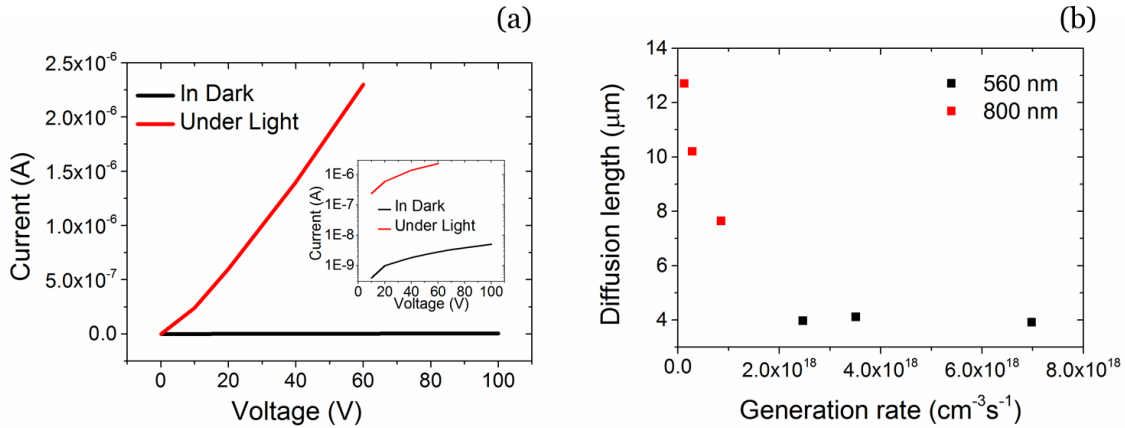 (a)
2.5x10⁻⁶
2.0x10⁻⁶
1.5x10⁻⁶
1.0x10⁻⁶
5.0x10⁻⁷
0.0
Current (A)
In Dark
Under Light
0 20 40 60 80 100
Voltage (V)
1E-6
1E-7
1E-8
1E-9
Current (A)
In Dark
Under Light
0 20 40 60 80 100
Voltage (V)
(b)
14
12
10
8
6
4
Diffusion length (μm)
560 nm
800 nm
0.0 2.0x10¹⁸ 4.0x10¹⁸ 6.0x10¹⁸ 8.0x10¹⁸
Generation rate (cm⁻³s⁻¹)